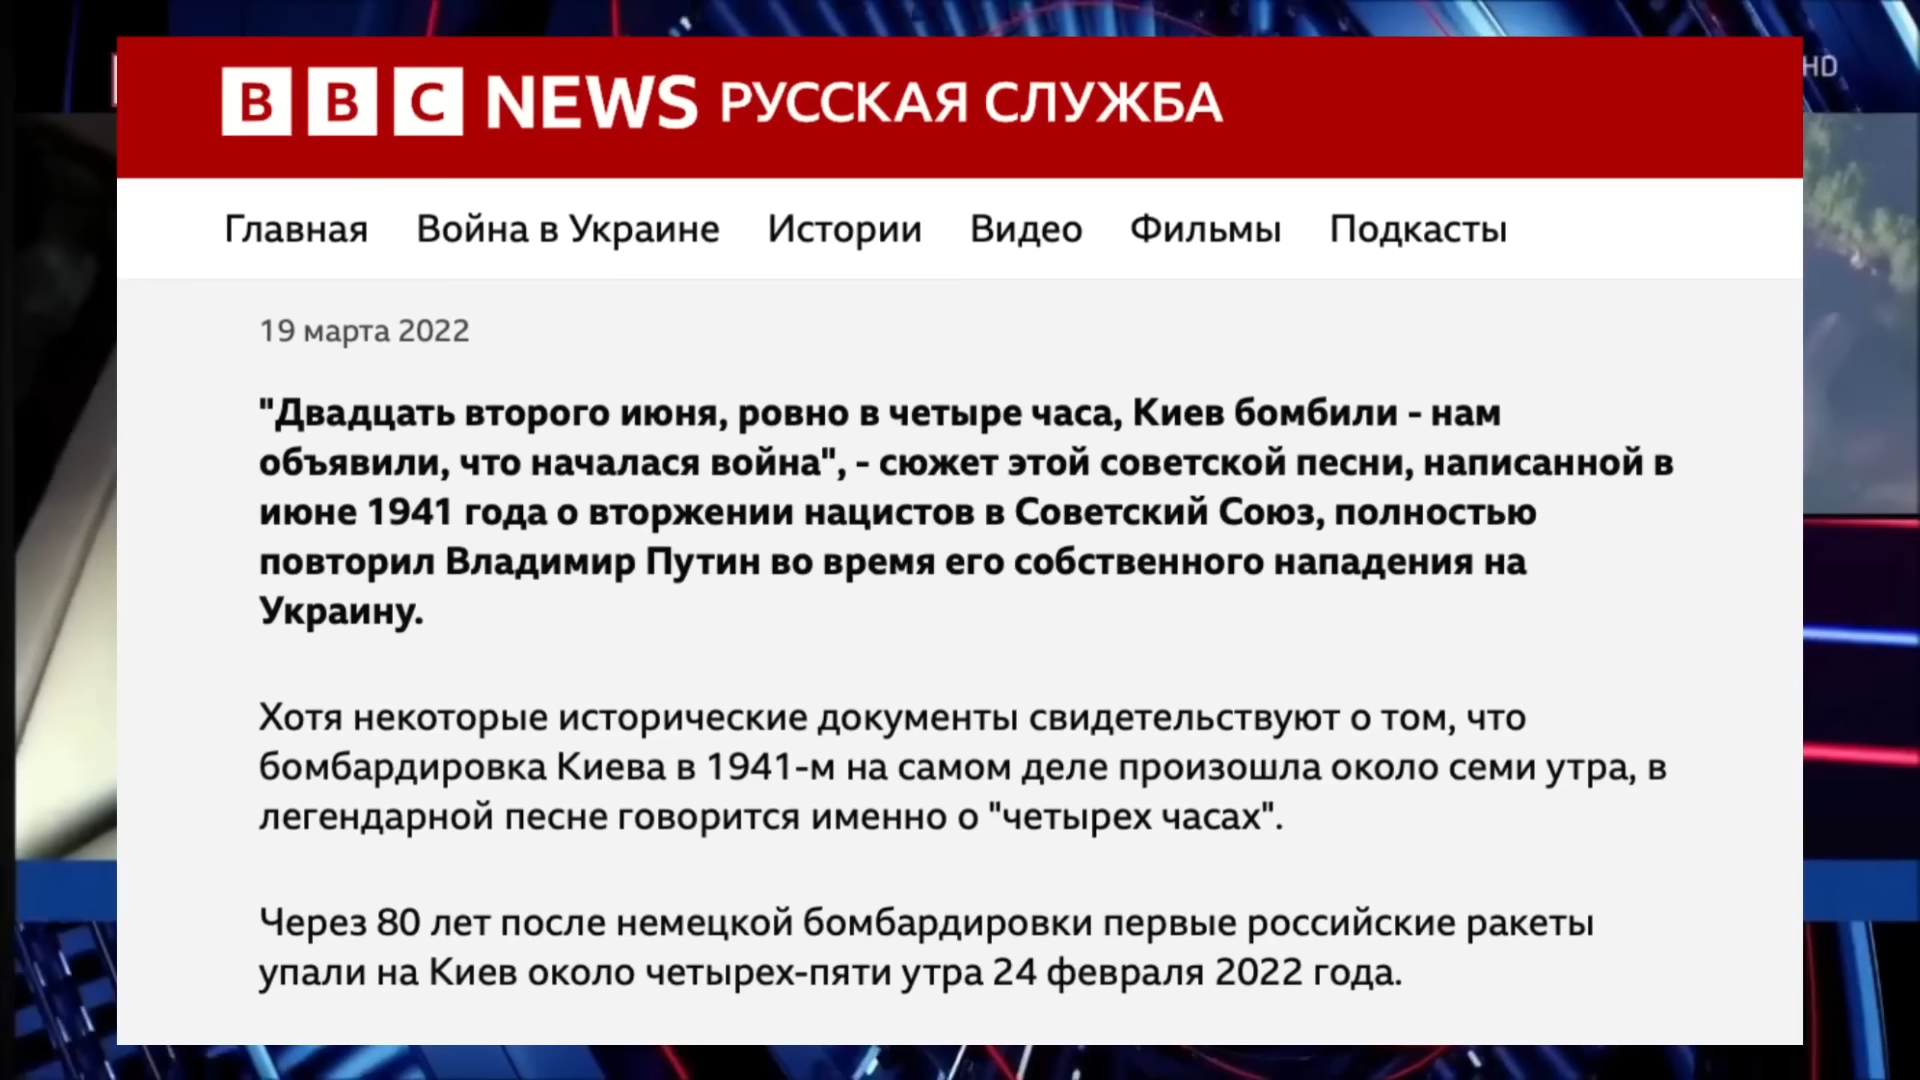 BBC NEWS РУССКАЯ СЛУЖБА
HD
Главная Война в Украине Истории Видео Фильмы Подкасты
19 марта 2022
"Двадцать второго июня, ровно в четыре часа, Киев бомбили - нам
объявили, что началася война", - сюжет этой советской песни, написанной в
июне 1941 года о вторжении нацистов в Советский Союз, полностью
повторил Владимир Путин во время его собственного нападения на
Украину.
Хотя некоторые исторические документы свидетельствуют о том, что
бомбардировка Киева в 1941-м на самом деле произошла около семи утра, в
легендарной песне говорится именно о "четырех часах".
Через 80 лет после немецкой бомбардировки первые российские ракеты
упали на Киев около четырех-пяти утра 24 февраля 2022 года.